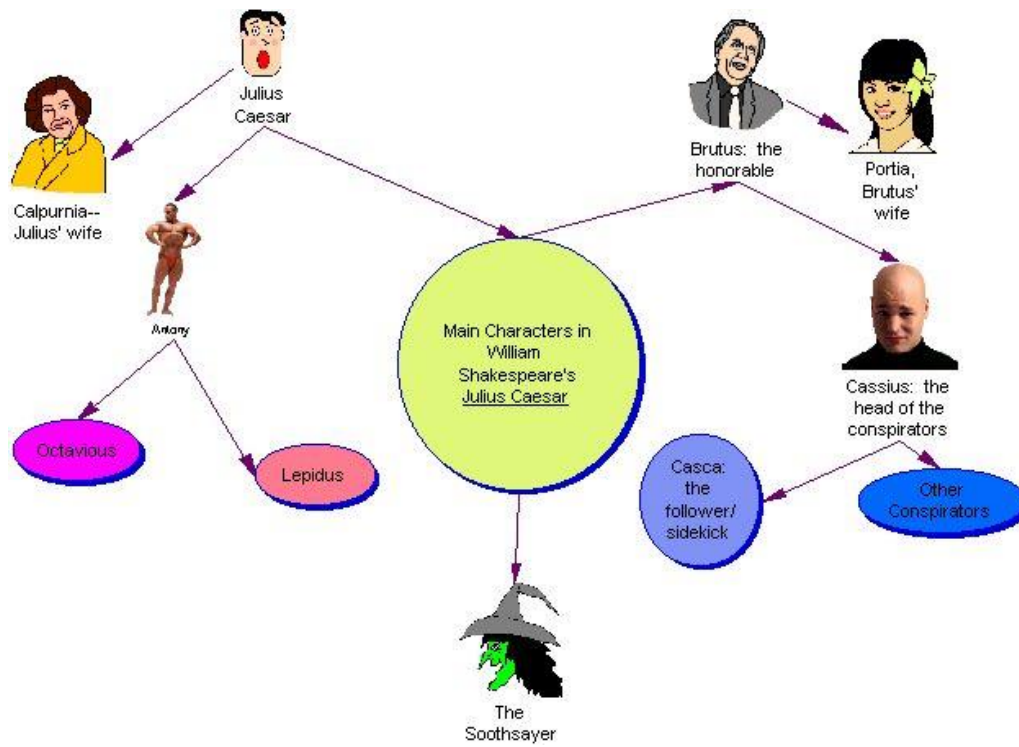 Julius
Caesar
Calpurnia--
Julius' wife
Antony
Octavious
Lepidus
Main Characters in
William
Shakespeare's
Julius Caesar
Brutus: the
honorable
Portia,
Brutus'
wife
Cassius: the
head of the
conspirators
Casca:
the
follower/
sidekick
Other
Conspirators
The
Soothsayer